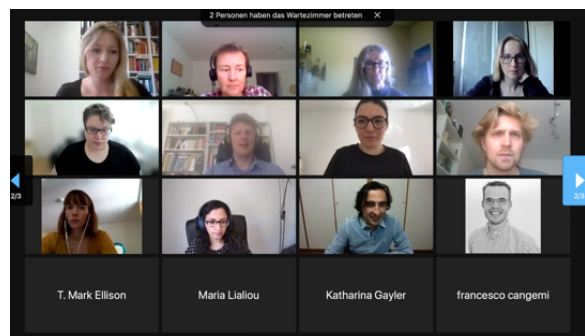 2 Personen haben das Wartezimmer betreten X
2/3
2/3
T. Mark Ellison
Maria Lialiou
Katharina Gayler
francesco cangemi